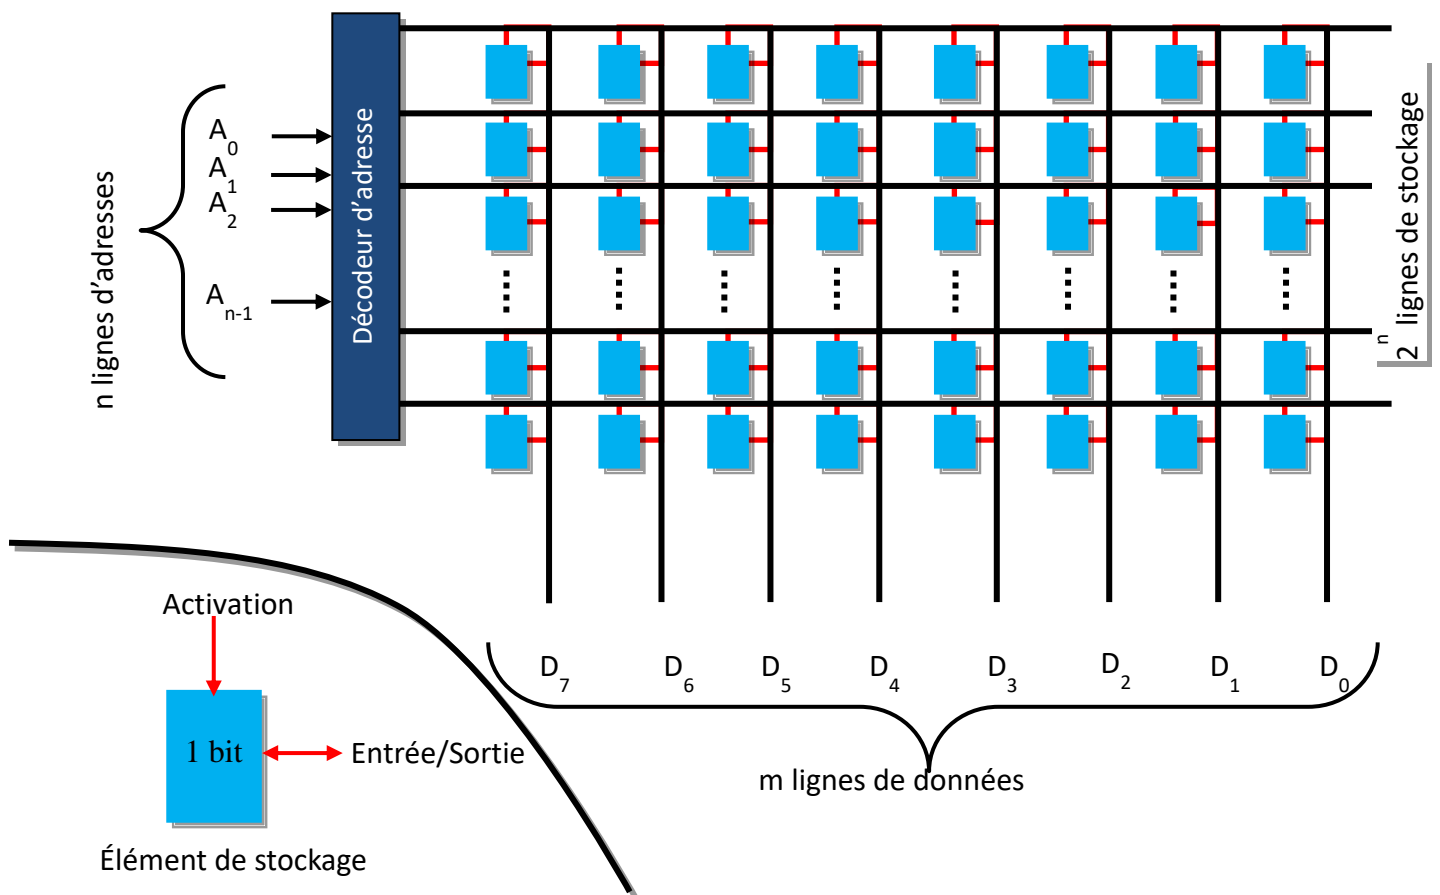 n lignes d’adresses
A0
A1
A2
An-1
Décodeur d’adresse
2n lignes de stockage
D7 D6 D5 D4 D3 D2 D1 D0
m lignes de données
Activation
1 bit
Entrée/Sortie
Élément de stockage